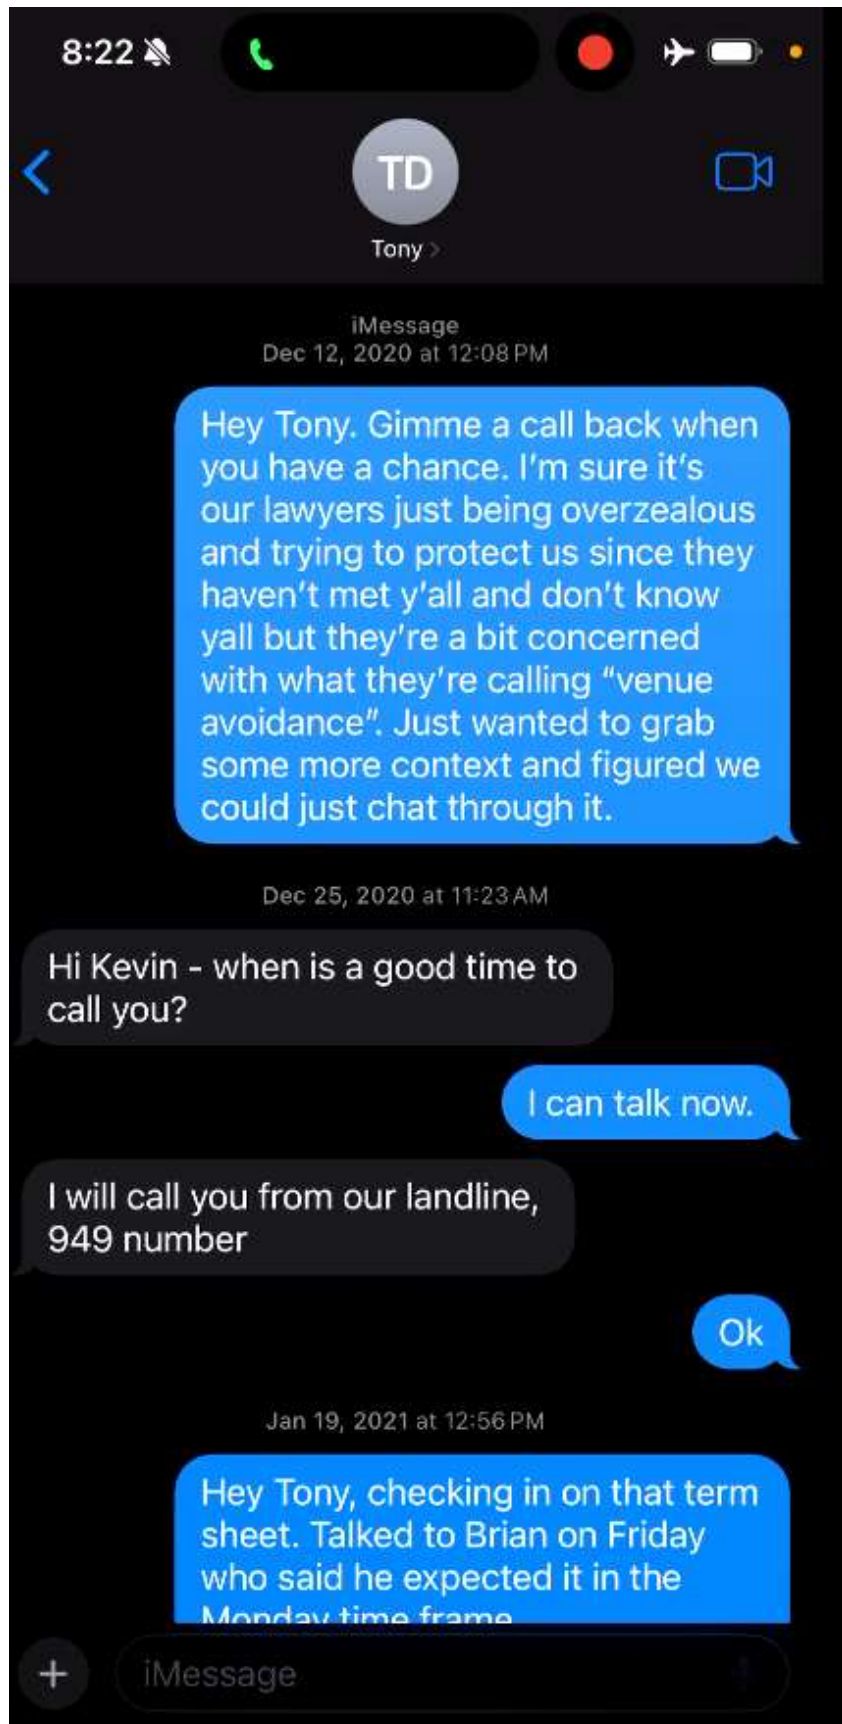 8:22
TD
Tony >
iMessage
Dec 12, 2020 at 12:08 PM
Hey Tony. Gimme a call back when
you have a chance. I'm sure it's
our lawyers just being overzealous
and trying to protect us since they
haven't met y'all and don't know
yall but they're a bit concerned
with what they're calling "venue
avoidance". Just wanted to grab
some more context and figured we
could just chat through it.
Dec 25, 2020 at 11:23 AM
Hi Kevin - when is a good time to
call you?
I can talk now.
I will call you from our landline,
949 number
Ok
Jan 19, 2021 at 12:56 PM
Hey Tony, checking in on that term
sheet. Talked to Brian on Friday
who said he expected it in the
Monday time frame
iMessage